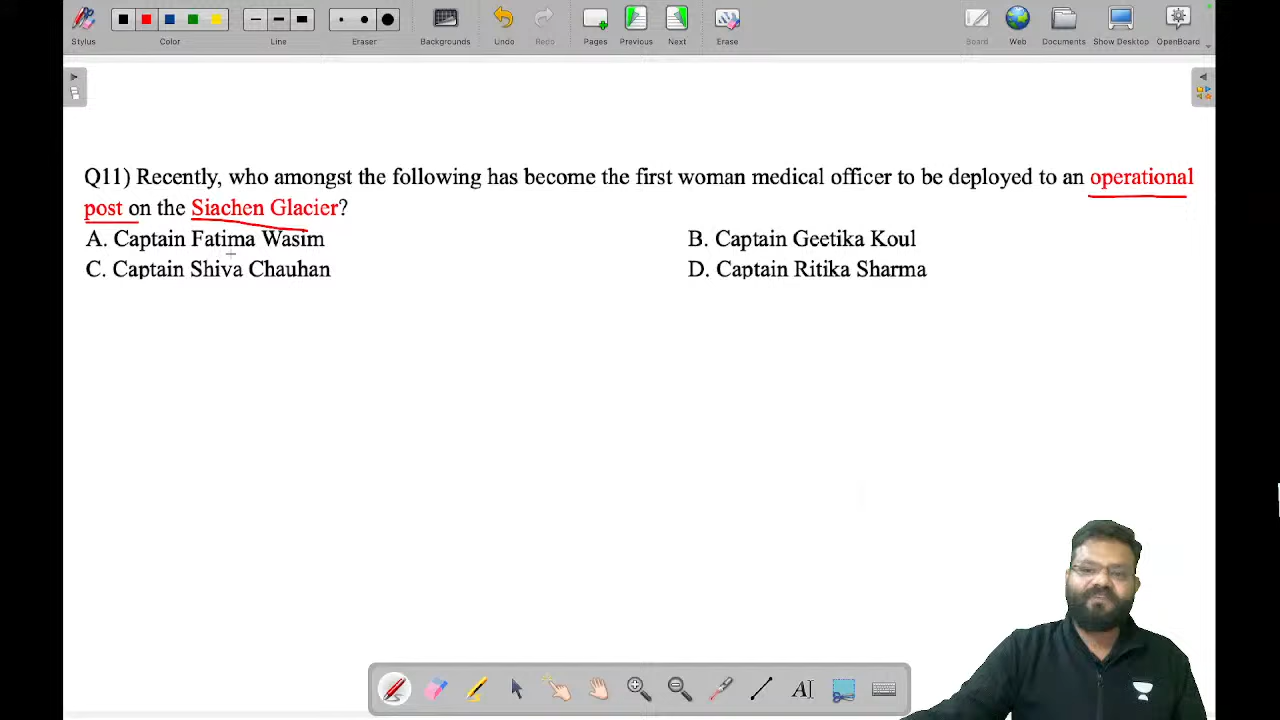 Stylus
Color
Line
Eraser
Backgrounds
Undo
Redo
Pages
Previous
Next
Erase
Board
Web
Documents
Show Desktop
OpenBoard
Q11) Recently, who amongst the following has become the first woman medical officer to be deployed to an operational
post on the Siachen Glacier?
A. Captain Fatima Wasim
B. Captain Geetika Koul
C. Captain Shiva Chauhan
D. Captain Ritika Sharma